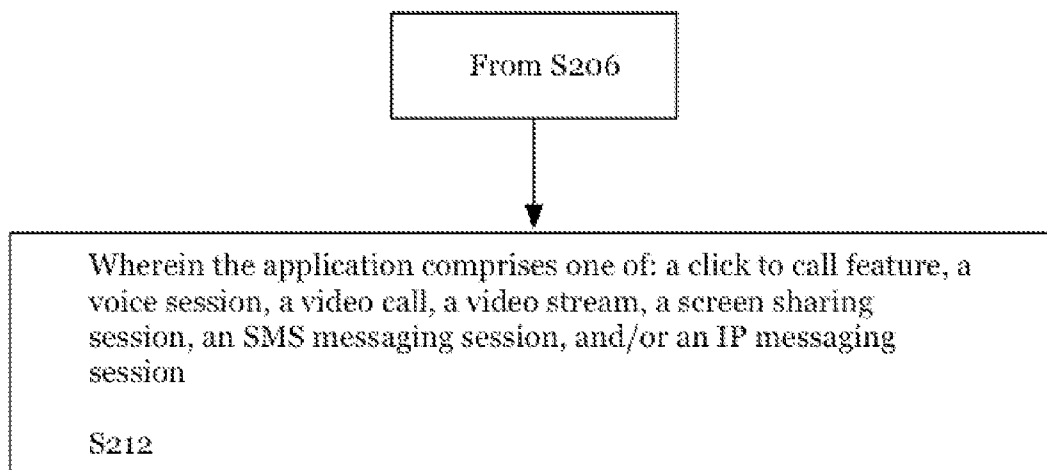 From S206
Wherein the application comprises one of: a click to call feature, a
voice session, a video call, a video stream, a screen sharing
session, an SMS messaging session, and/or an IP messaging
session
S212